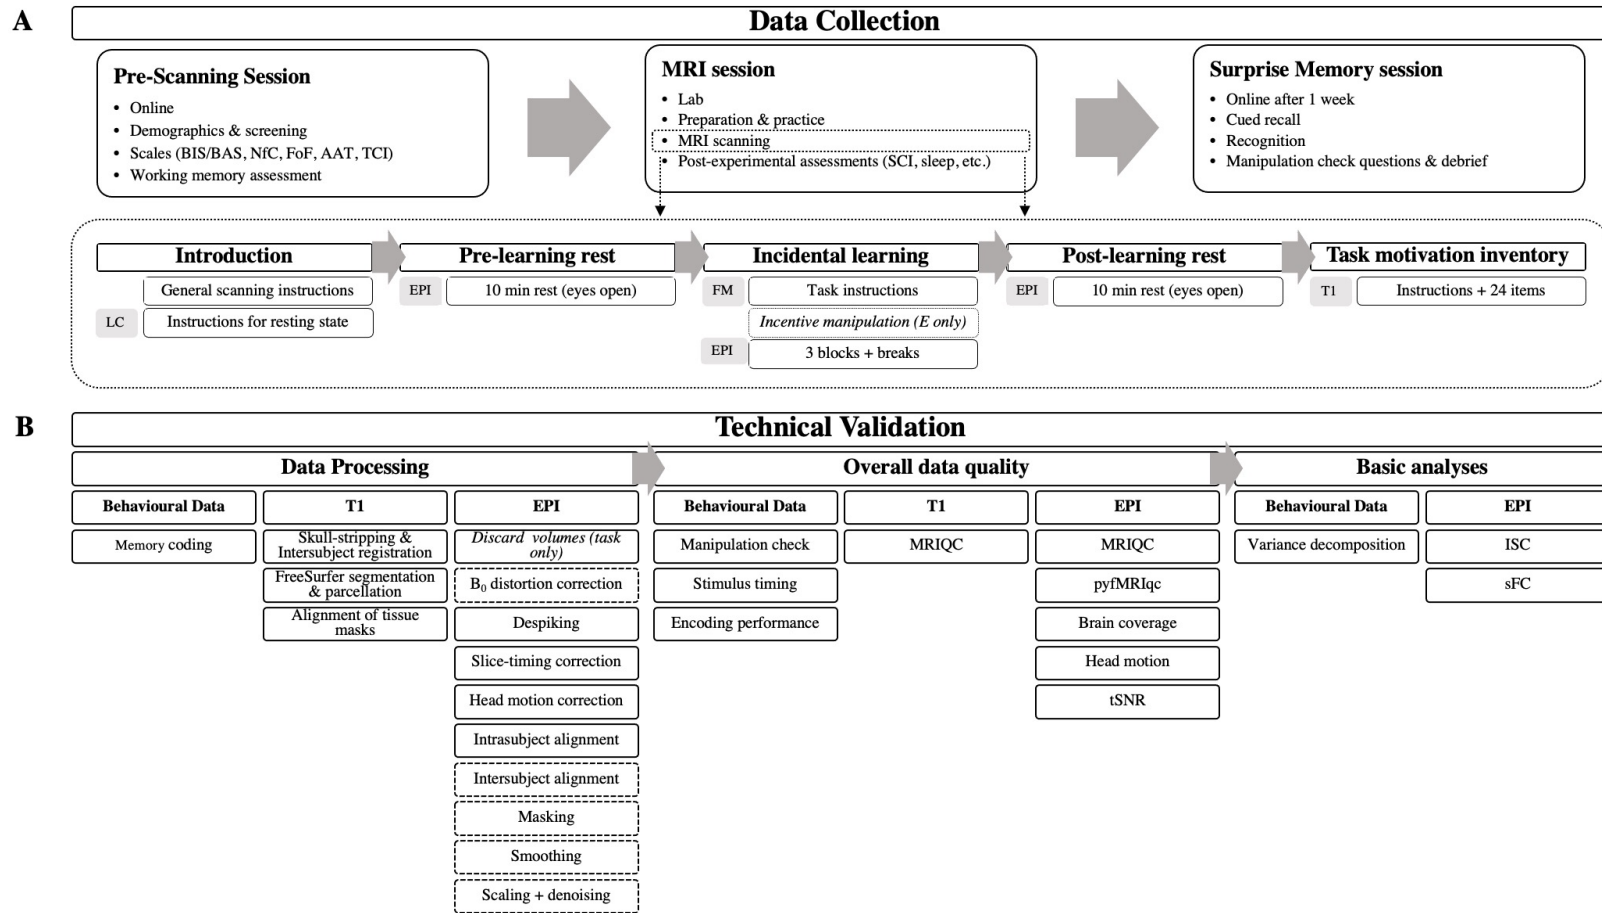 A
Data Collection
Pre-Scanning Session
• Online
• Demographics & screening
• Scales (BIS/BAS, NfC, FoF, AAT, TCI)
• Working memory assessment
MRI session
• Lab
• Preparation & practice
• MRI scanning
• Post-experimental assessments (SCI, sleep, etc.)
Surprise Memory session
• Online after 1 week
• Cued recall
• Recognition
• Manipulation check questions & debrief
Introduction
General scanning instructions
LC
Instructions for resting state
Pre-learning rest
EPI
10 min rest (eyes open)
Incidental learning
FM
Task instructions
Incentive manipulation (E only)
EPI
3 blocks + breaks
Post-learning rest
EPI
10 min rest (eyes open)
Task motivation inventory
T1
Instructions + 24 items
B
Technical Validation
Data Processing
Behavioural Data
Memory coding
T1
Skull-stripping &
Intersubject registration
FreeSurfer segmentation
& parcellation
Alignment of tissue
masks
EPI
Discard volumes (task
only)
B₀ distortion correction
Despiking
Slice-timing correction
Head motion correction
Intrasubject alignment
Intersubject alignment
Masking
Smoothing
Scaling + denoising
Overall data quality
Behavioural Data
Manipulation check
Stimulus timing
Encoding performance
T1
MRIQC
EPI
MRIQC
pyfMRIqc
Brain coverage
Head motion
tSNR
Basic analyses
Behavioural Data
Variance decomposition
EPI
ISC
sFC